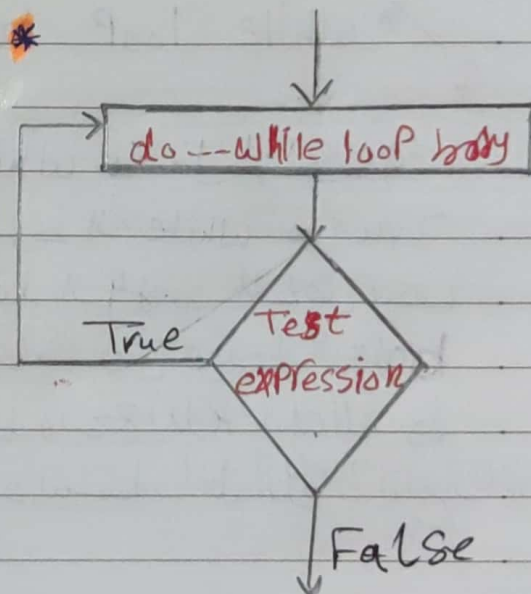 *
do---while loop body
Test
True
expression
False